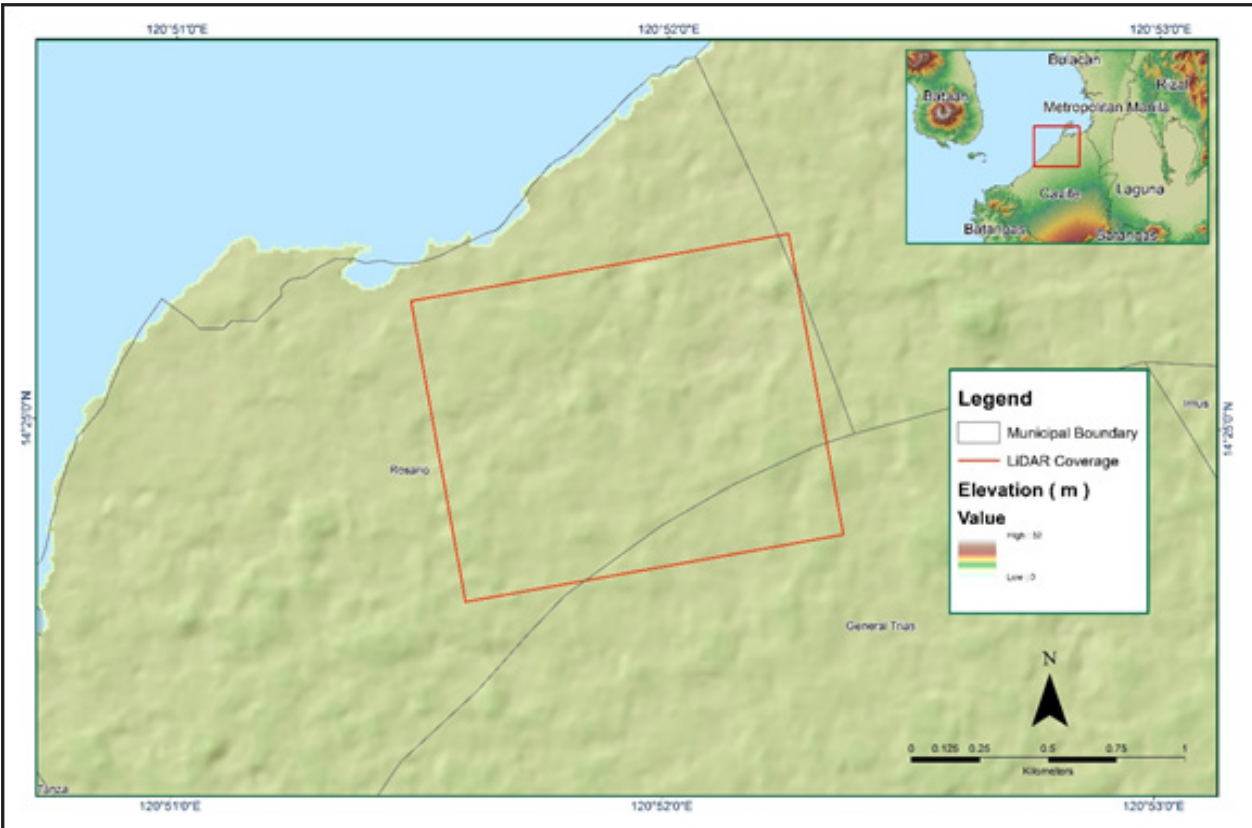 120°51'0"E 120°52'0"E 120°53'0"E
Bulacan
Bataan
Rizal
Metropolitan Manila
Cavite
Laguna
Batangas
Batangas
14°25'0"N
14°25'0"N
Legend
Municipal Boundary
LiDAR Coverage
Elevation ( m )
Value
High : 52
Low : 0
Imus
Rosario
General Trias
N
0 0.125 0.25 0.5 0.75 1
Kilometers
Tanza
120°51'0"E 120°52'0"E 120°53'0"E